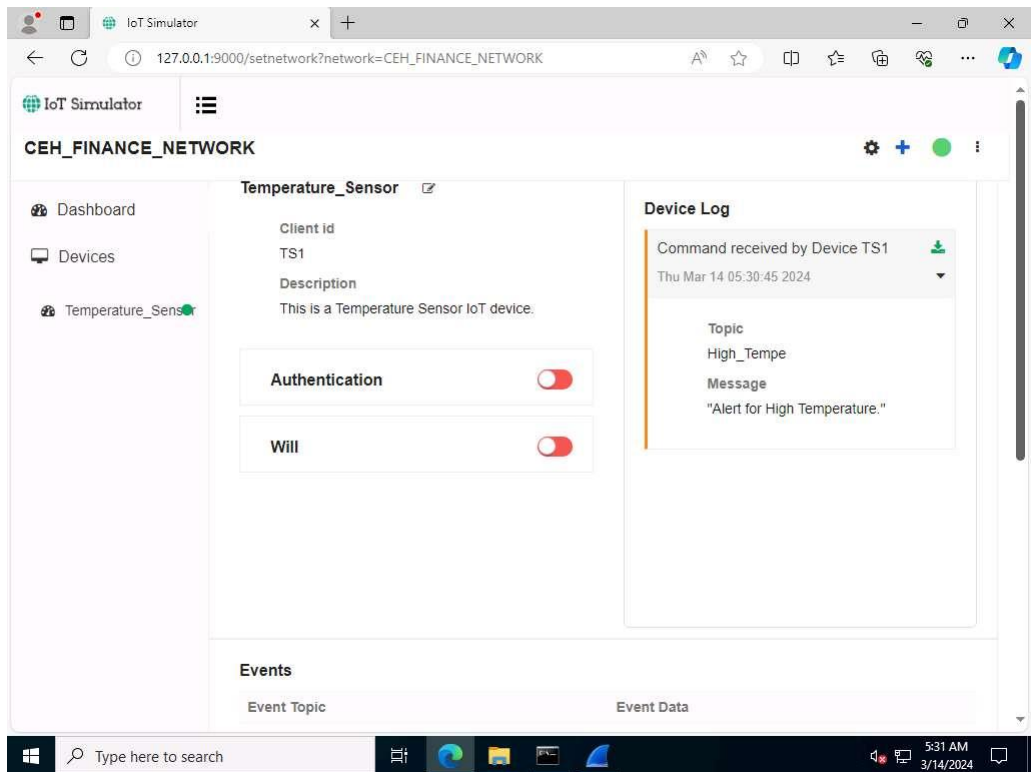 IoT Simulator
127.0.0.1:9000/setnetwork?network=CEH_FINANCE_NETWORK
IoT Simulator
CEH_FINANCE_NETWORK
Dashboard
Devices
Temperature_Sensor
Temperature_Sensor
Client id
TS1
Description
This is a Temperature Sensor IoT device.
Authentication
Will
Device Log
Command received by Device TS1
Thu Mar 14 05:30:45 2024
Topic
High_Tempe
Message
"Alert for High Temperature."
Events
Event Topic Event Data
Type here to search
5:31 AM
3/14/2024